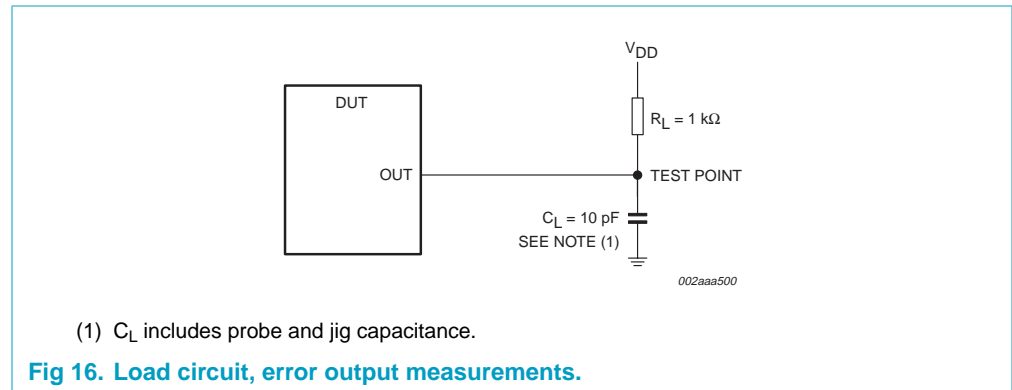 VDD
DUT
RL = 1 kΩ
OUT
TEST POINT
CL = 10 pF
SEE NOTE (1)
002aaa500
(1) CL includes probe and jig capacitance.
Fig 16. Load circuit, error output measurements.